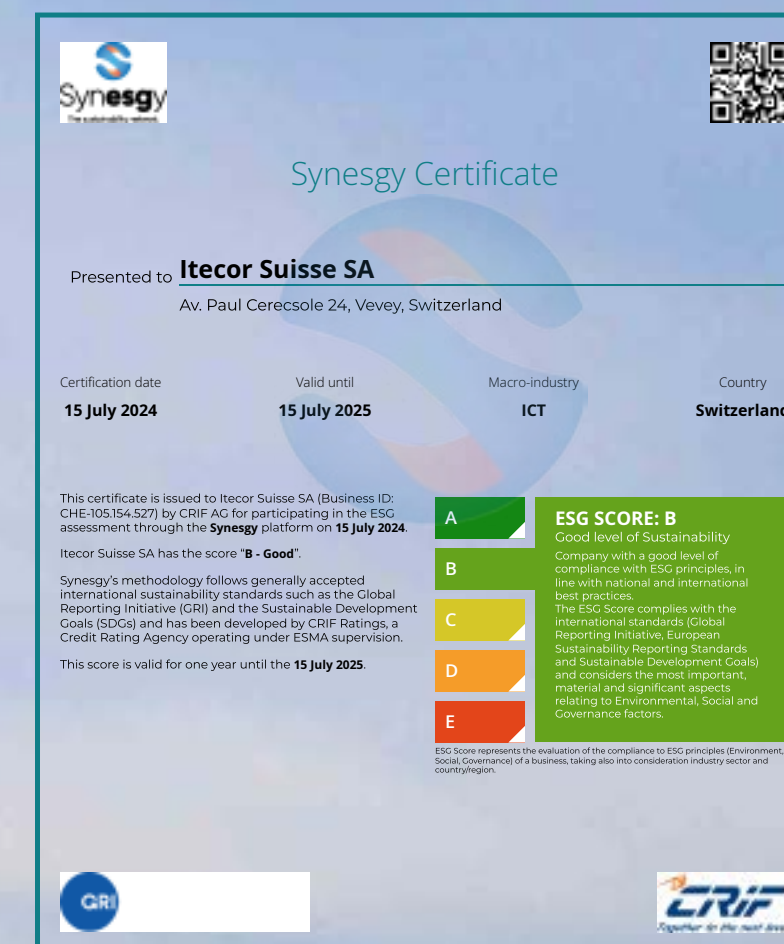 Synesgy
The sustainability network
Synesgy Certificate
Presented to Itecor Suisse SA
Av. Paul Cerecsole 24, Vevey, Switzerland
Certification date Valid until Macro-industry Country
15 July 2024 15 July 2025 ICT Switzerland
This certificate is issued to Itecor Suisse SA (Business ID:
CHE-105.154.527) by CRIF AG for participating in the ESG
assessment through the Synesgy platform on 15 July 2024.
Itecor Suisse SA has the score “B - Good”.
Synesgy’s methodology follows generally accepted
international sustainability standards such as the Global
Reporting Initiative (GRI) and the Sustainable Development
Goals (SDGs) and has been developed by CRIF Ratings, a
Credit Rating Agency operating under ESMA supervision.
This score is valid for one year until the 15 July 2025.
A
B
C
D
E
ESG SCORE: B
Good level of Sustainability
Company with a good level of
compliance with ESG principles, in
line with national and international
best practices.
The ESG Score complies with the
international standards (Global
Reporting Initiative, European
Sustainability Reporting Standards
and Sustainable Development Goals)
and considers the most important,
material and significant aspects
relating to Environmental, Social and
Governance factors.
ESG Score represents the evaluation of the compliance to ESG principles (Environment,
Social, Governance) of a business, taking also into consideration industry sector and
country/region.
GRI
CRIF
Together to the next level